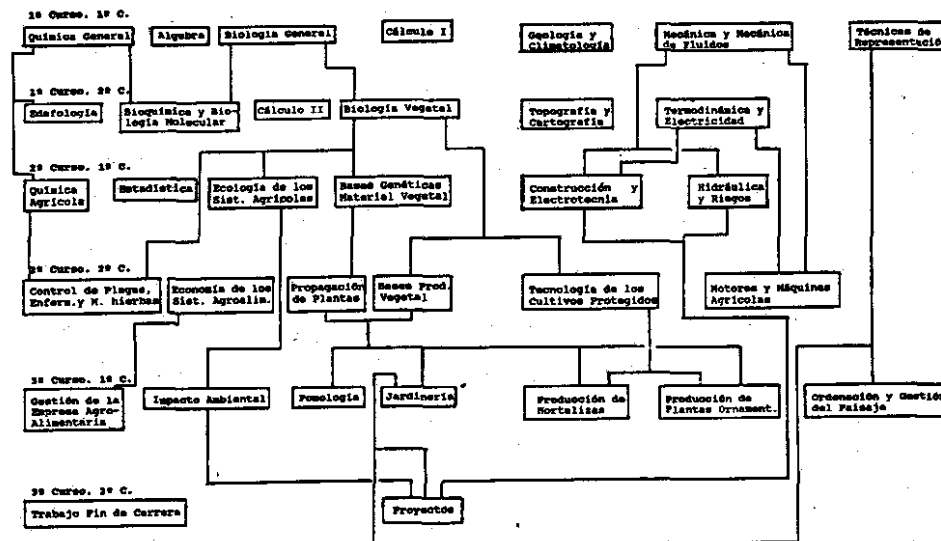 1º Curso. 1º C.
Química General
Algebra
Biología General
Cálculo I
Geología y
Climatología
Mecánica y Mecánica
de Fluidos
Técnicas de
Representación
1º Curso. 2º C.
Edafología
Bioquímica y Bio-
logía Molecular
Cálculo II
Biología Vegetal
Topografía y
Cartografía
Termodinámica y
Electricidad
2º Curso. 1º C.
Química
Agrícola
Estadística
Ecología de los
Sist. Agrícolas
Bases Genéticas
Material Vegetal
Construcción y
Electrotecnia
Hidráulica
y Riegos
2º Curso. 2º C.
Control de Plagas,
Enferm. y M. hierbas
Economía de los
Sist. Agroalim.
Propagación
de Plantas
Bases Prod.
Vegetal
Tecnología de los
Cultivos Protegidos
Motores y Máquinas
Agrícolas
3º Curso. 1º C.
Gestión de la
Empresa Agro-
Alimentaria
Impacto Ambiental
Pomología
Jardinería
Producción de
Hortalizas
Producción de
Plantas Ornament.
Ordenación y Gestión
del Paisaje
3º Curso. 3º C.
Trabajo Fin de Carrera
Proyectos